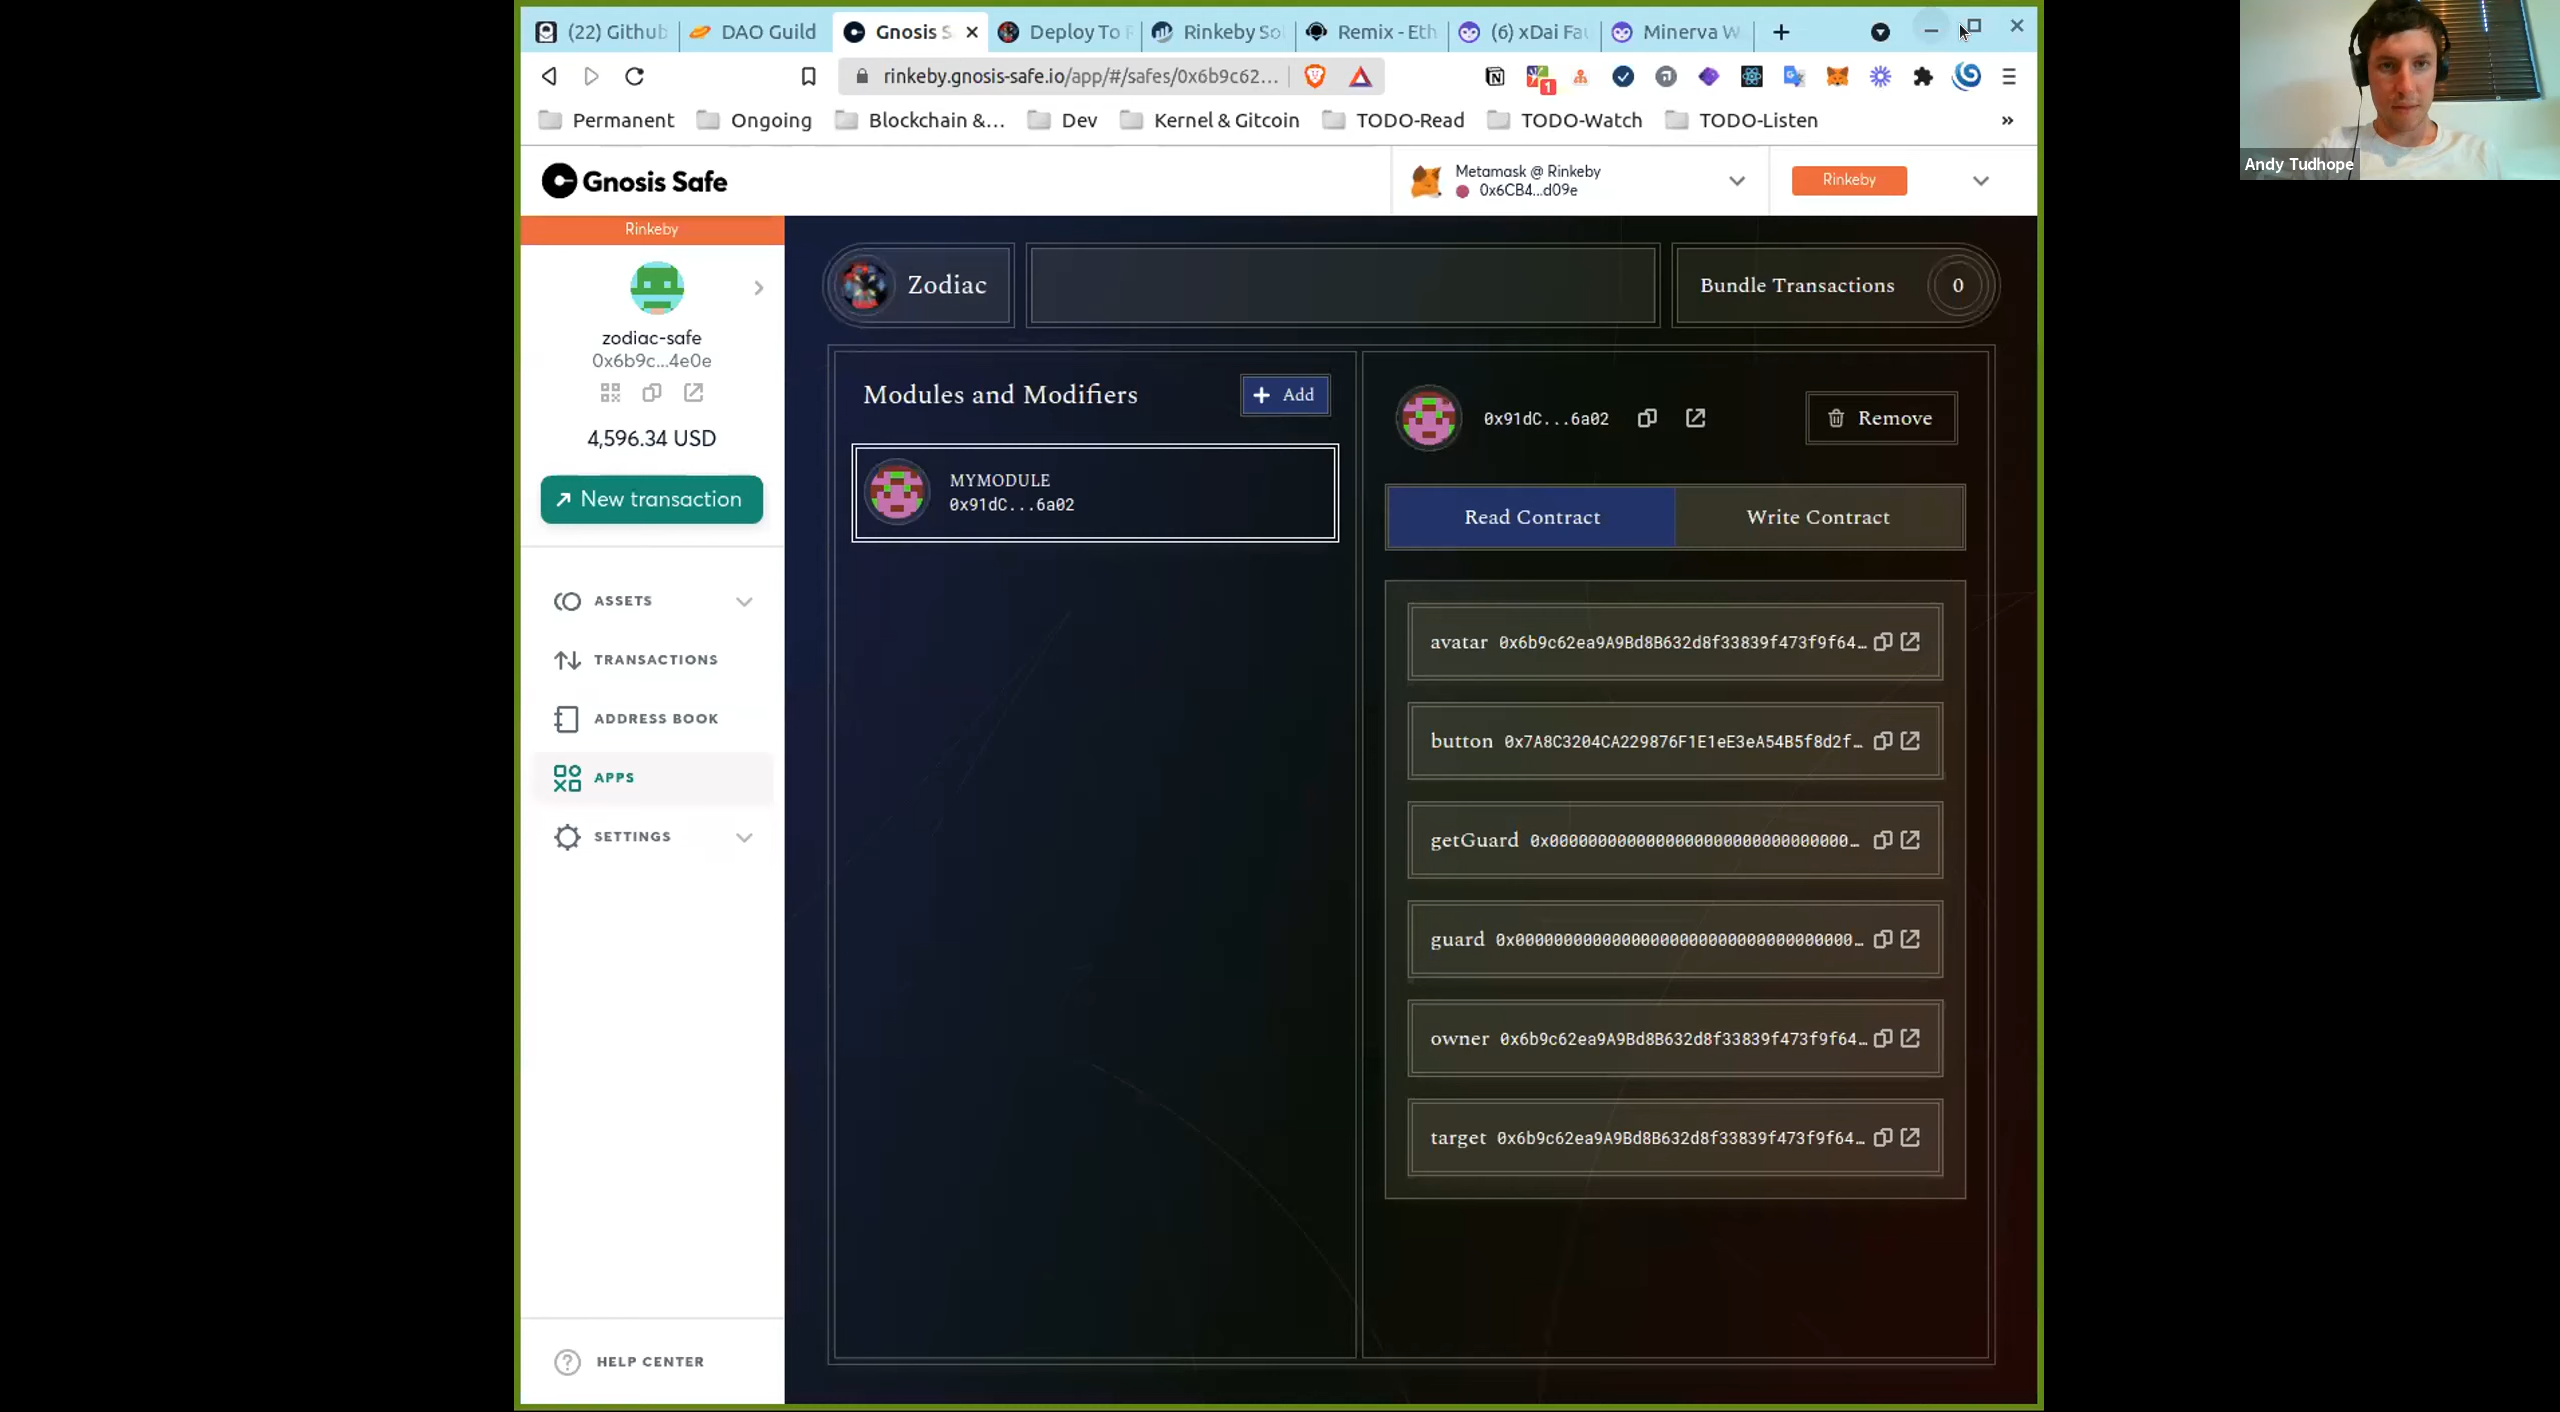 (22) Github
DAO Guild
Gnosis S
Deploy To
Rinkeby So
Remix - Eth
(6) xDai Fau
Minerva W
rinkeby.gnosis-safe.io/app/#/safes/0x6b9c62...
1
Permanent
Ongoing
Blockchain &...
Dev
Kernel & Gitcoin
TODO-Read
TODO-Watch
TODO-Listen
»
Andy Tudhope
Gnosis Safe
Metamask @ Rinkeby
0x6CB4...d09e
Rinkeby
Rinkeby
zodiac-safe
0x6b9c...4e0e
4,596.34 USD
New transaction
ASSETS
TRANSACTIONS
ADDRESS BOOK
APPS
SETTINGS
HELP CENTER
Zodiac
Bundle Transactions
0
Modules and Modifiers
Add
MYMODULE
0x91dC...6a02
0x91dC...6a02
Remove
Read Contract
Write Contract
avatar 0x6b9c62ea9A9Bd8B632d8f33839f473f9f64…
button 0x7A8C3204CA229876F1E1eE3eA54B5f8d2f…
getGuard 0x000000000000000000000000000000…
guard 0x0000000000000000000000000000000000…
owner 0x6b9c62ea9A9Bd8B632d8f33839f473f9f64…
target 0x6b9c62ea9A9Bd8B632d8f33839f473f9f64…